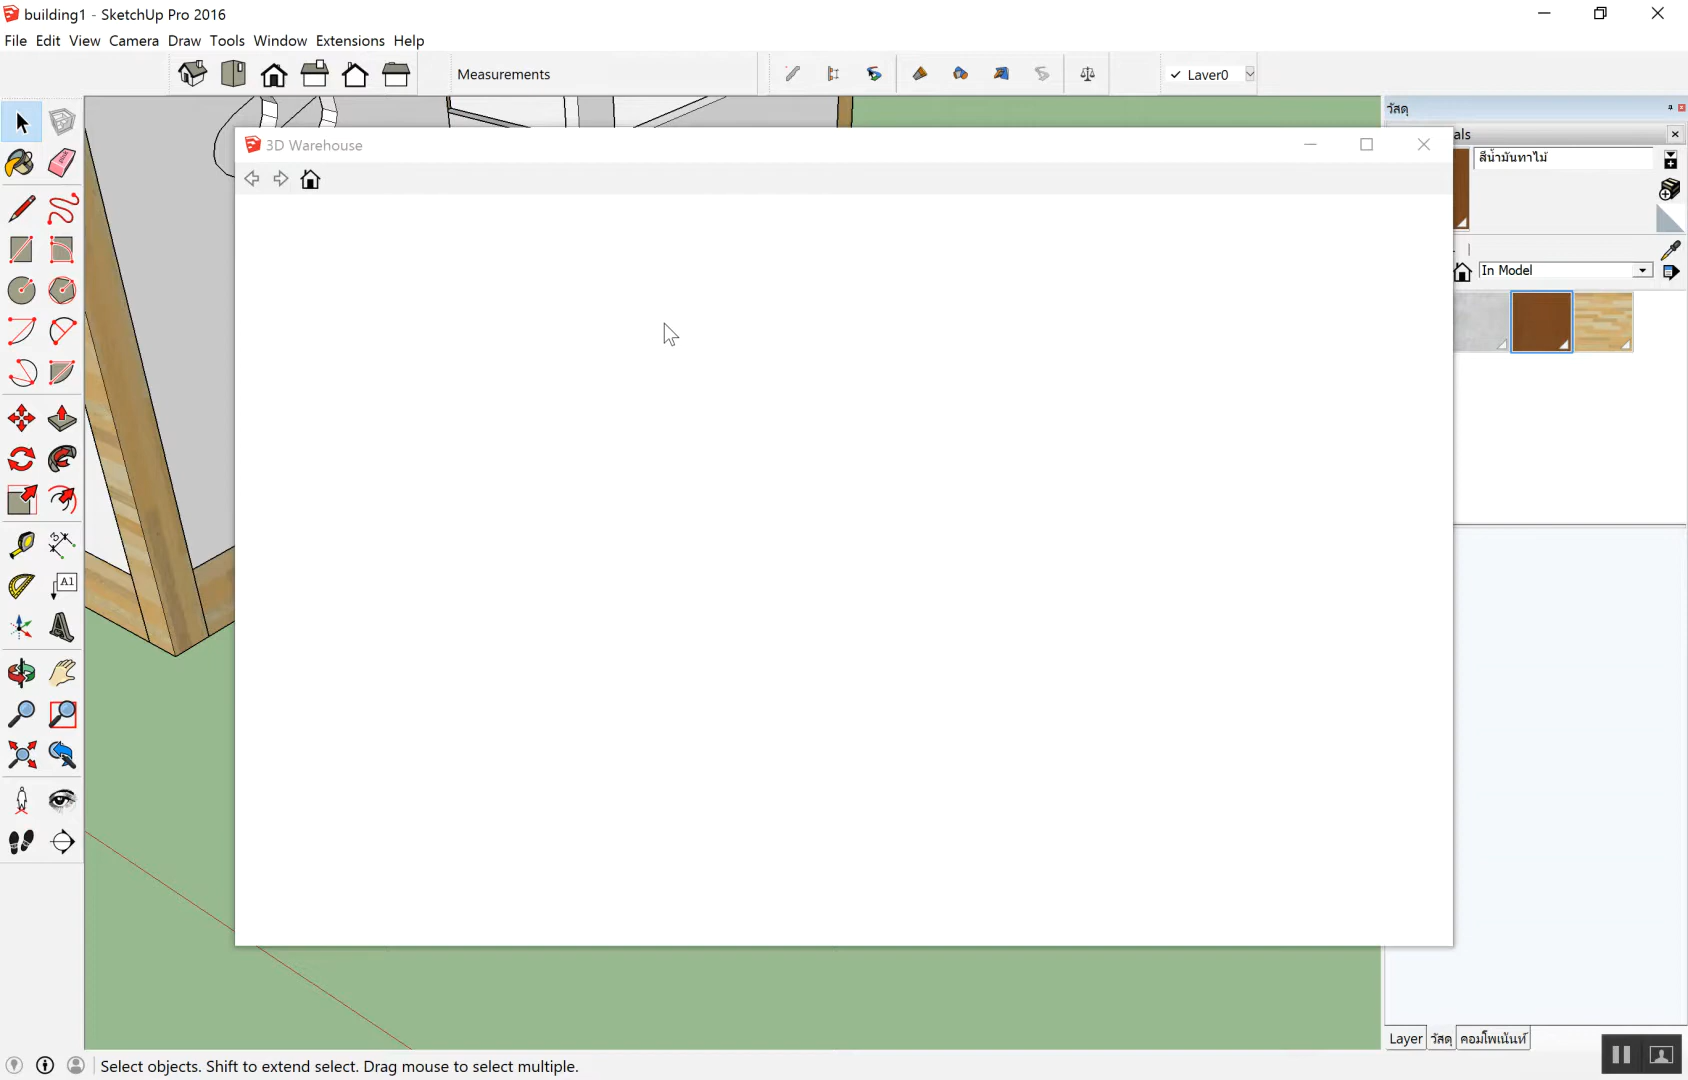 building1 - SketchUp Pro 2016
File Edit View Camera Draw Tools Window Extensions Help
Measurements
Layer0
วัสดุ
als
3D Warehouse
สีน้ำมันทาไม้
In Model
A1
Layer วัสดุ คอมโพเน้นท์
Select objects. Shift to extend select. Drag mouse to select multiple.